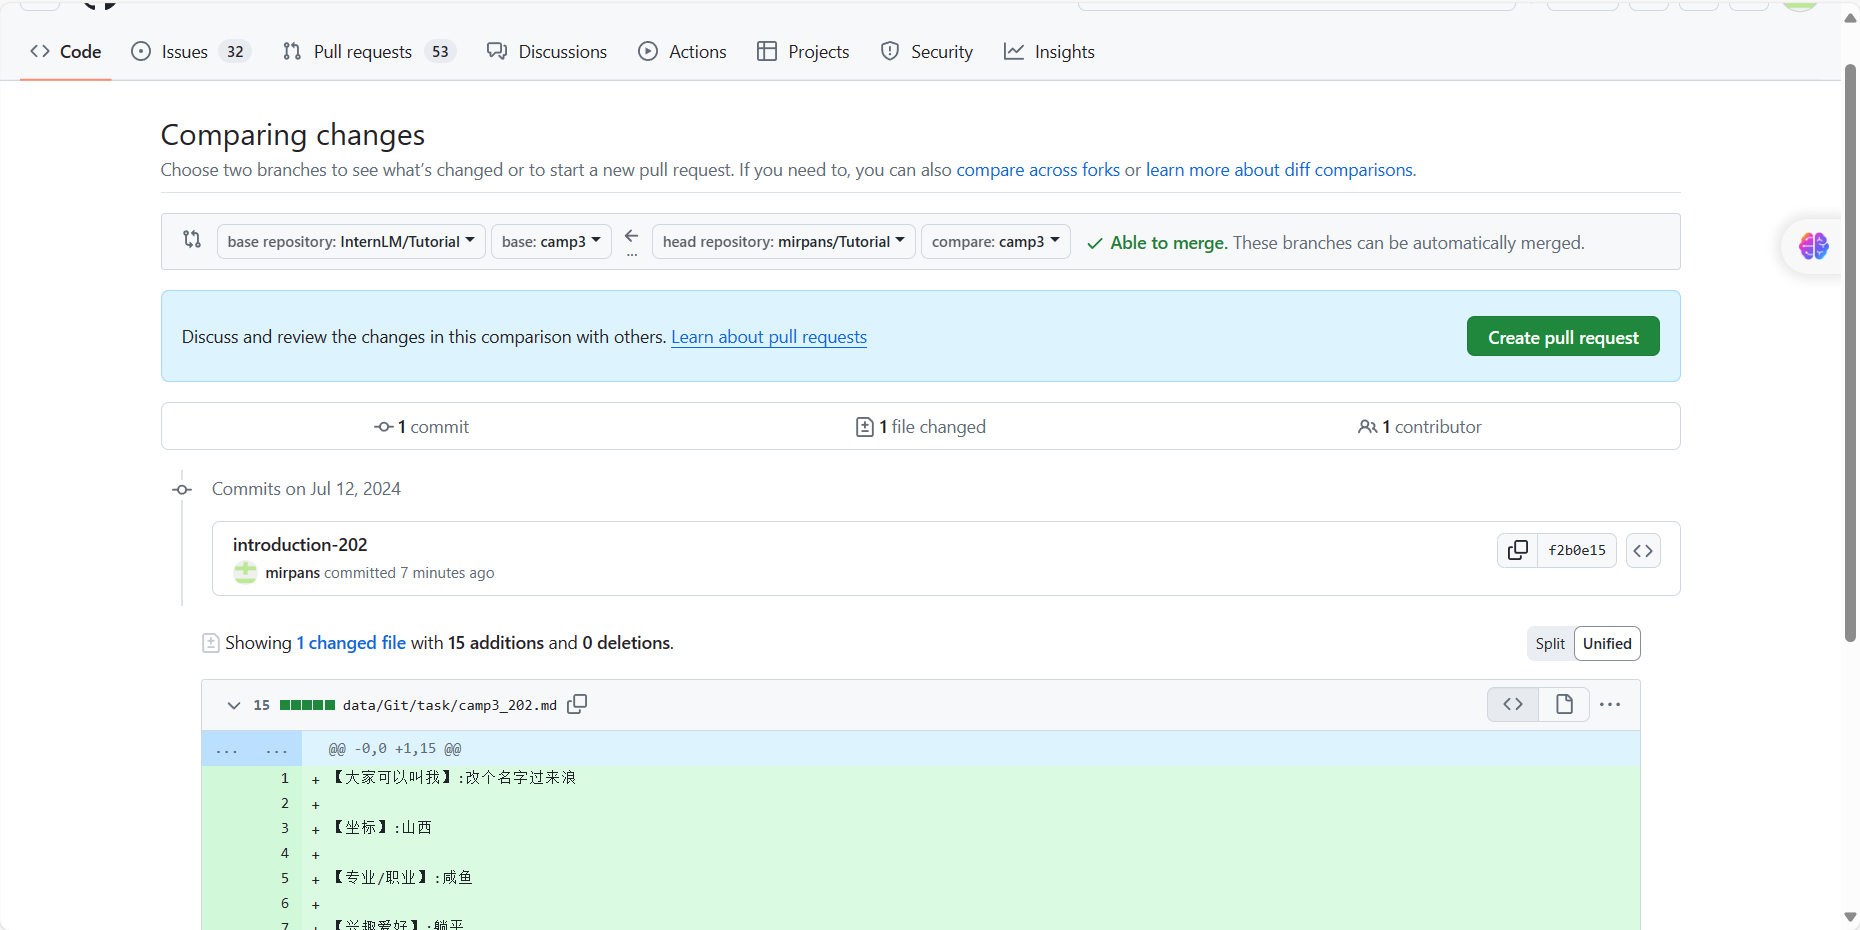 Code Issues 32 Pull requests 53 Discussions Actions Projects Security Insights
Comparing changes
Choose two branches to see what's changed or to start a new pull request. If you need to, you can also compare across forks or learn more about diff comparisons.
base repository: InternLM/Tutorial base: camp3 ... head repository: mirpans/Tutorial compare: camp3 Able to merge. These branches can be automatically merged.
Discuss and review the changes in this comparison with others. Learn about pull requests Create pull request
1 commit 1 file changed 1 contributor
Commits on Jul 12, 2024
introduction-202
f2b0e15
mirpans committed 7 minutes ago
Showing 1 changed file with 15 additions and 0 deletions.
Split Unified
15 data/Git/task/camp3_202.md
... ... @@ -0,0 +1,15 @@
1 + 【大家可以叫我】:改个名字过来浪
2 +
3 + 【坐标】:山西
4 +
5 + 【专业/职业】:咸鱼
6 +
7 + 【兴趣爱好】:躺平